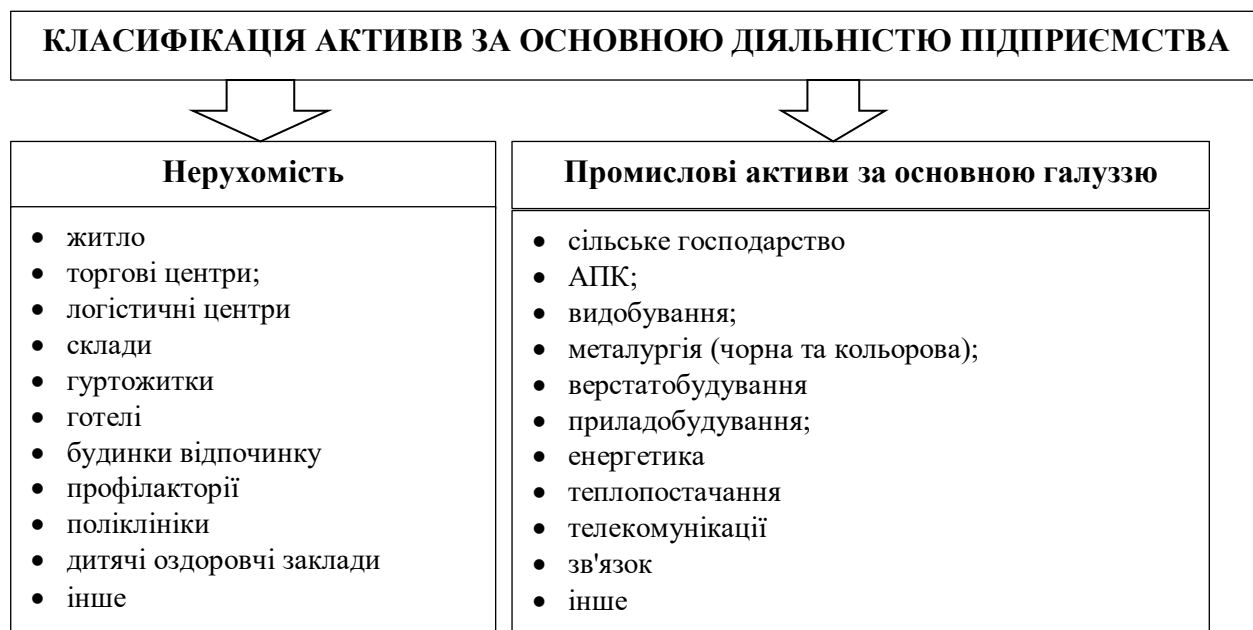 КЛАСИФІКАЦІЯ АКТИВІВ ЗА ОСНОВНОЮ ДІЯЛЬНІСТЮ ПІДПРИЄМСТВА
Нерухомість
• житло
• торгові центри;
• логістичні центри
• склади
• гуртожитки
• готелі
• будинки відпочинку
• профілакторії
• поліклініки
• дитячі оздоровчі заклади
• інше
Промислові активи за основною галуззю
• сільське господарство
• АПК;
• видобування;
• металургія (чорна та кольорова);
• верстатобудування
• приладобудування;
• енергетика
• теплопостачання
• телекомунікації
• зв'язок
• інше